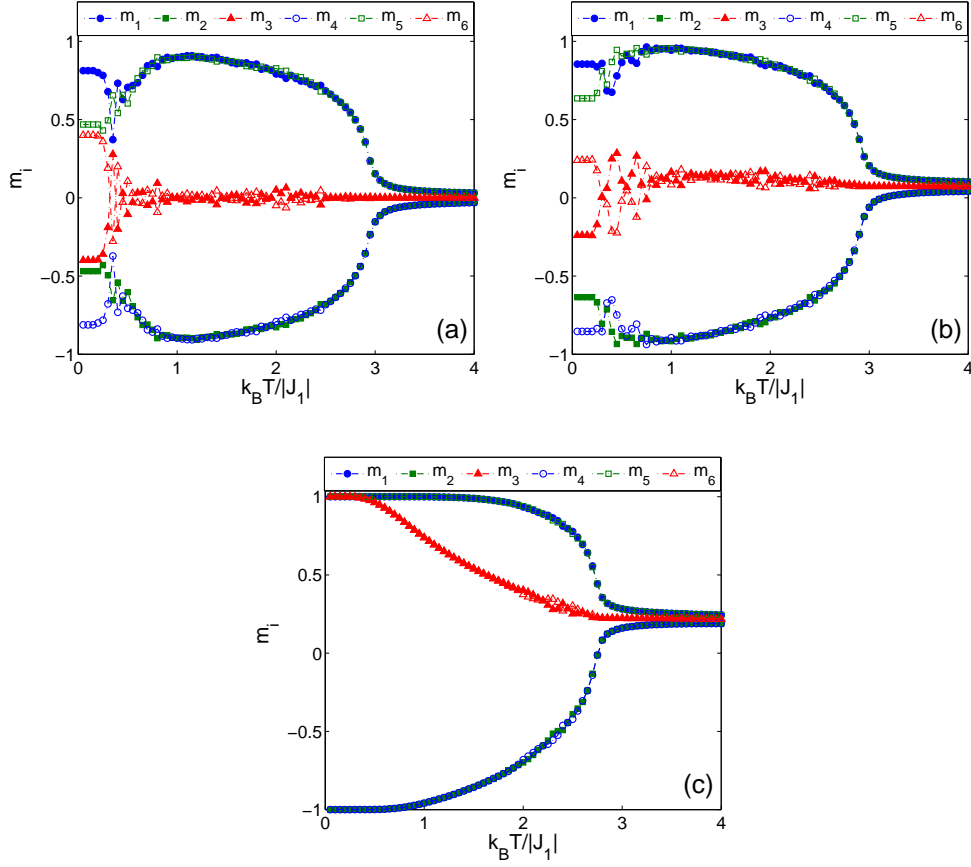 m₁ m₂ m₃ m₄ m₅ m₆
1
0.5
0
−0.5
−1
mᵢ
(a)
0 1 2 3 4
k_BT/|J₁|
m₁ m₂ m₃ m₄ m₅ m₆
1
0.5
0
−0.5
−1
mᵢ
(b)
0 1 2 3 4
k_BT/|J₁|
m₁ m₂ m₃ m₄ m₅ m₆
1
0.5
0
−0.5
−1
mᵢ
(c)
0 1 2 3 4
k_BT/|J₁|